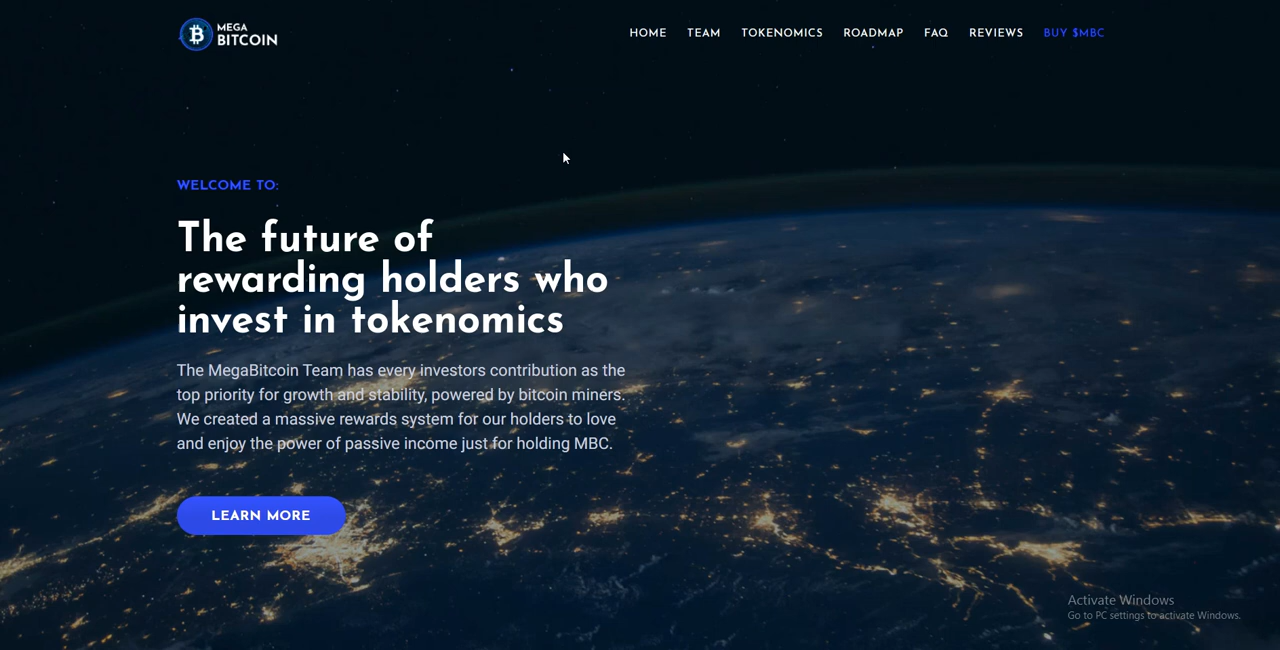 MEGA
BITCOIN
HOME TEAM TOKENOMICS ROADMAP FAQ REVIEWS BUY $MBC
WELCOME TO:
The future of
rewarding holders who
invest in tokenomics
The MegaBitcoin Team has every investors contribution as the
top priority for growth and stability, powered by bitcoin miners.
We created a massive rewards system for our holders to love
and enjoy the power of passive income just for holding MBC.
LEARN MORE
Activate Windows
Go to PC settings to activate Windows.